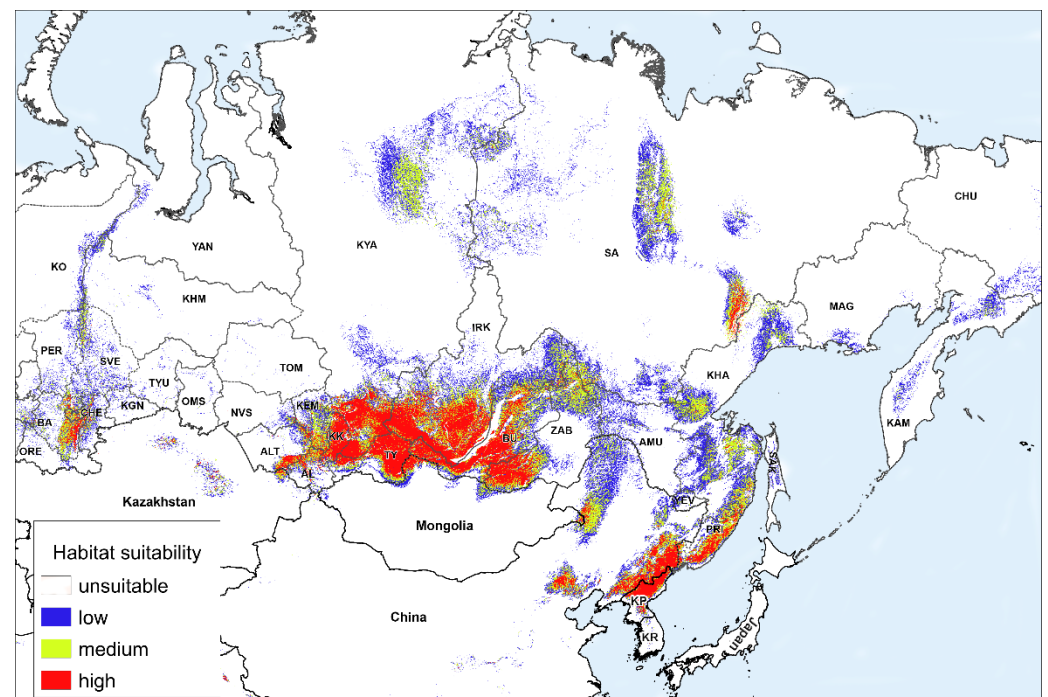 CHU
YAN
KYA
SA
KO
KHM
MAG
IRK
PER
SVE
TOM
KHA
TYU
KEM
CHE
KGN
OMS
NVS
KAM
BA
ZAB
AMU
KK
BU
SAK
ORE
ALT
TY
AL
YEV
Kazakhstan
Mongolia
PRI
Habitat suitability
unsuitable
low
medium
high
China
KP
KR
Japan